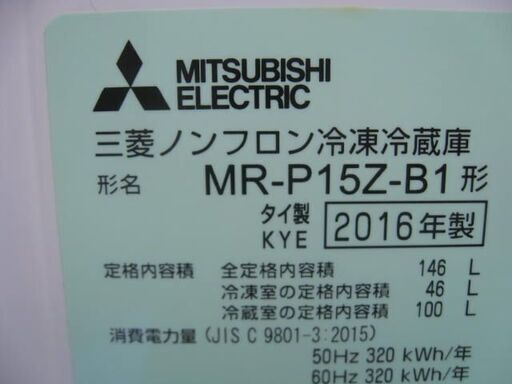 MITSUBISHI
ELECTRIC
三菱ノンフロン冷凍冷蔵庫
形名 MR-P15Z-B1形
タイ製
KYE 2016年製
定格内容積 全定格内容積 146 L
冷凍室の定格内容積 46 L
冷蔵室の定格内容積 100 L
消費電力量 (JIS C 9801-3:2015)
50Hz 320 kWh/年
60Hz 320 kWh/年